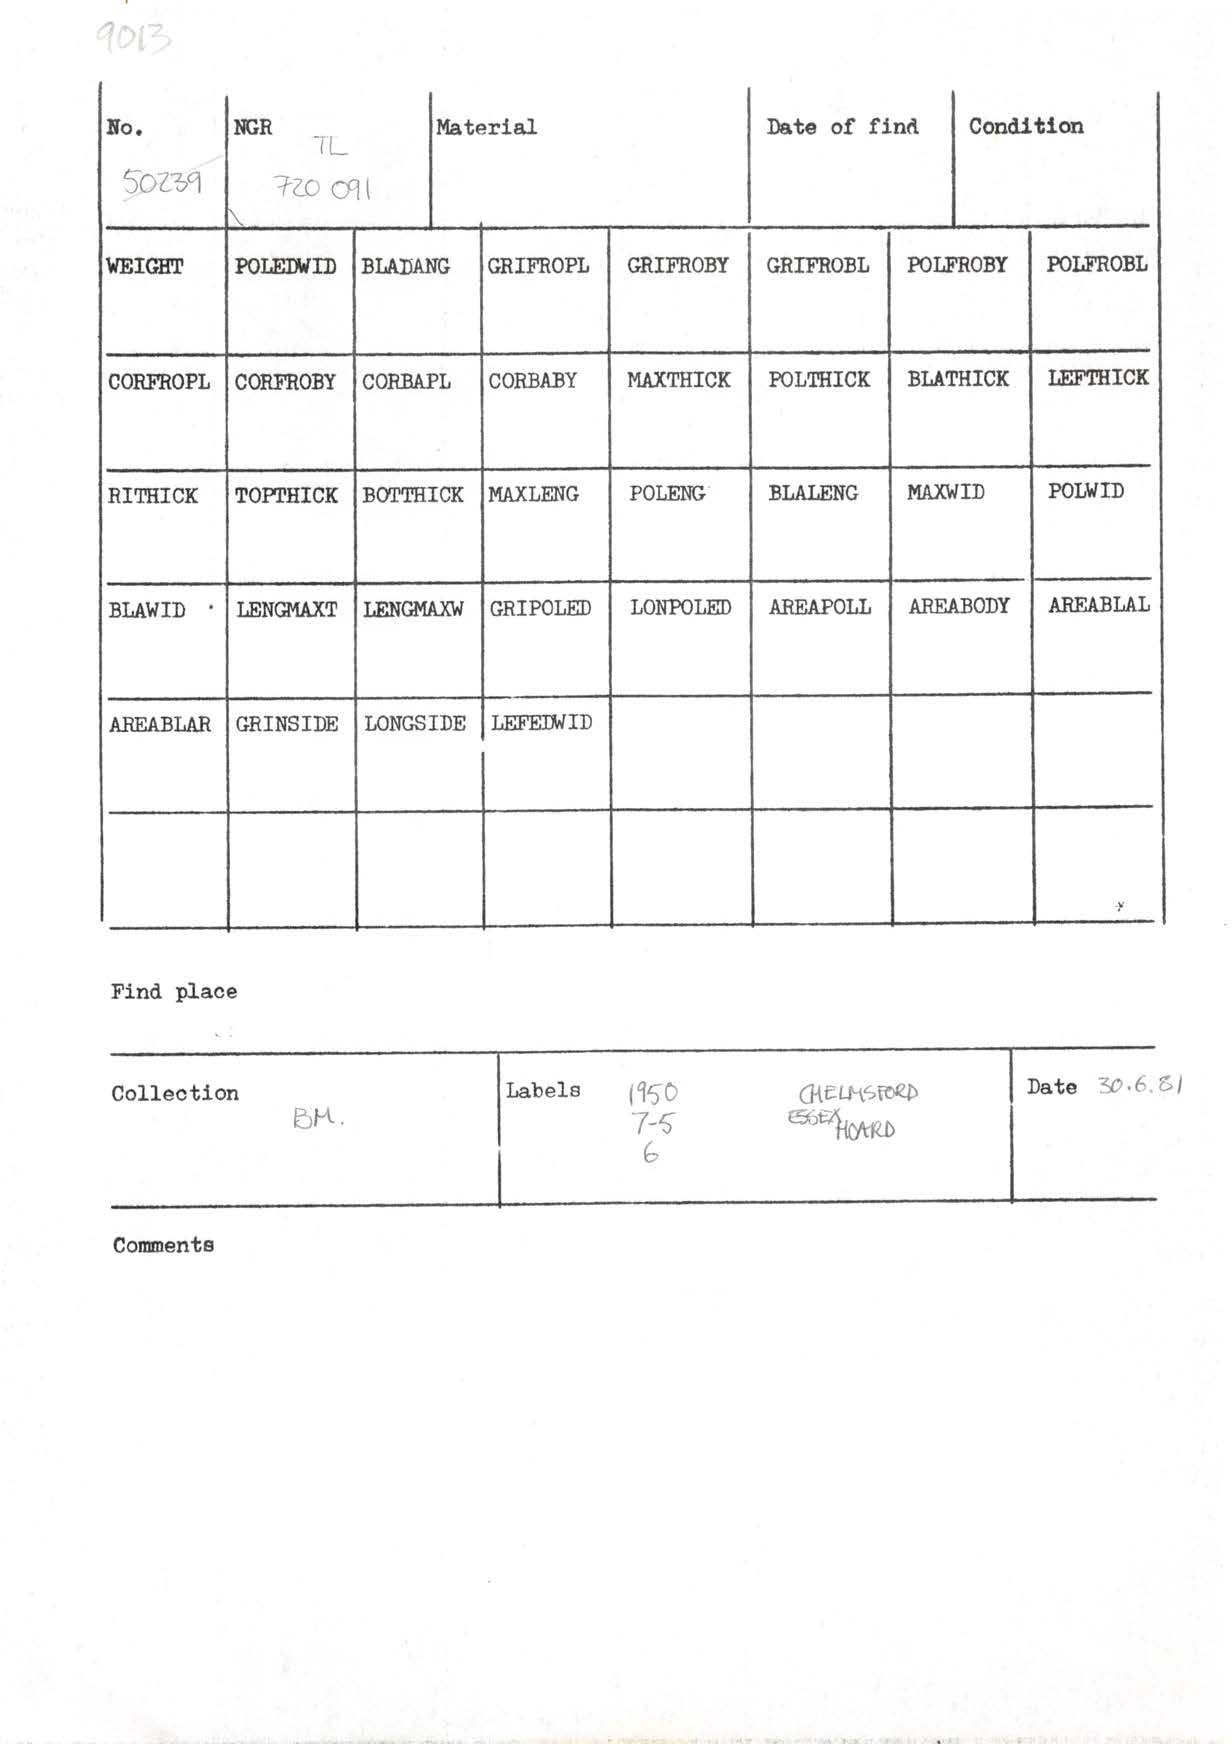 9013
No. NGR Material Date of find Condition
TL
50239 720 091
WEIGHT POLEDWID BLADANG GRIFROPL GRIFROBY GRIFROBL POLFROBY POLFROBL
CORFROPL CORFROBY CORBAPL CORBABY MAXTHICK POLTHICK BLATHICK LEFTHICK
RITHICK TOPTHICK BOTTHICK MAXLENG POLENG BLALENG MAXWID POLWID
BLAWID LENGMAXT LENGMAXW GRIPOLED LONPOLED AREAPOLL AREABODY AREABLAL
AREABLAR GRINSIDE LONGSIDE LEFEDWID
Find place
Collection Labels 1950 CHELMSFORD Date 30.6.81
BM. 7-5 ESSEX HOARD
6
Comments